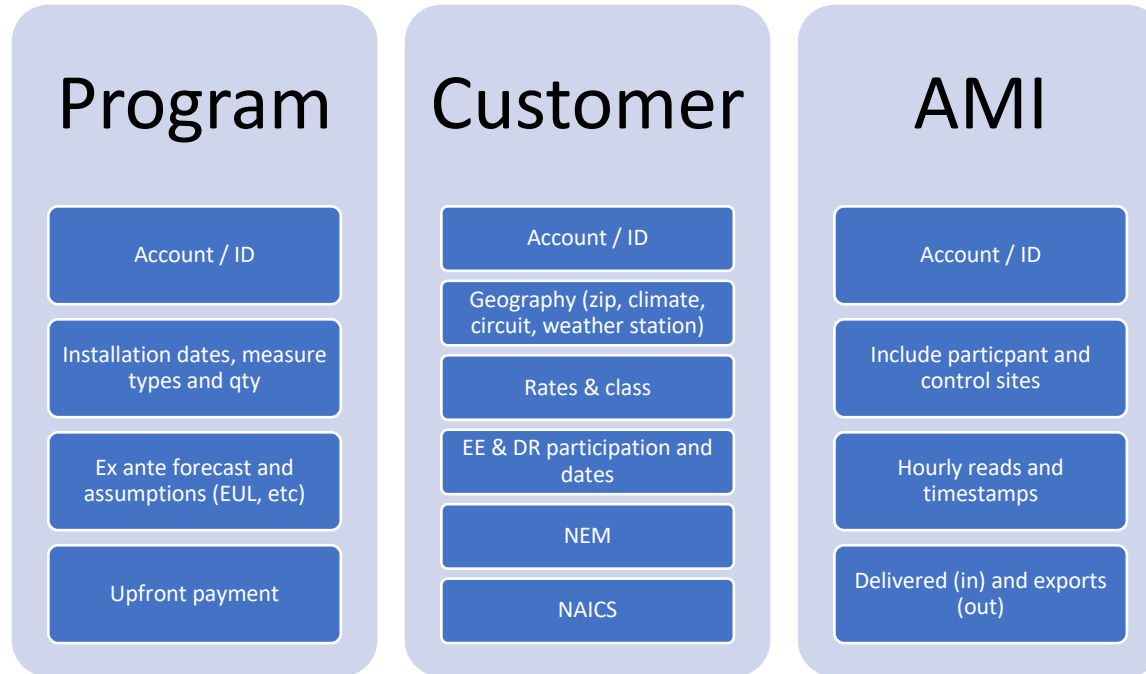 Program
Account / ID
Installation dates, measure
types and qty
Ex ante forecast and
assumptions (EUL, etc)
Upfront payment
Customer
Account / ID
Geography (zip, climate,
circuit, weather station)
Rates & class
EE & DR participation and
dates
NEM
NAICS
AMI
Account / ID
Include particpant and
control sites
Hourly reads and
timestamps
Delivered (in) and exports
(out)